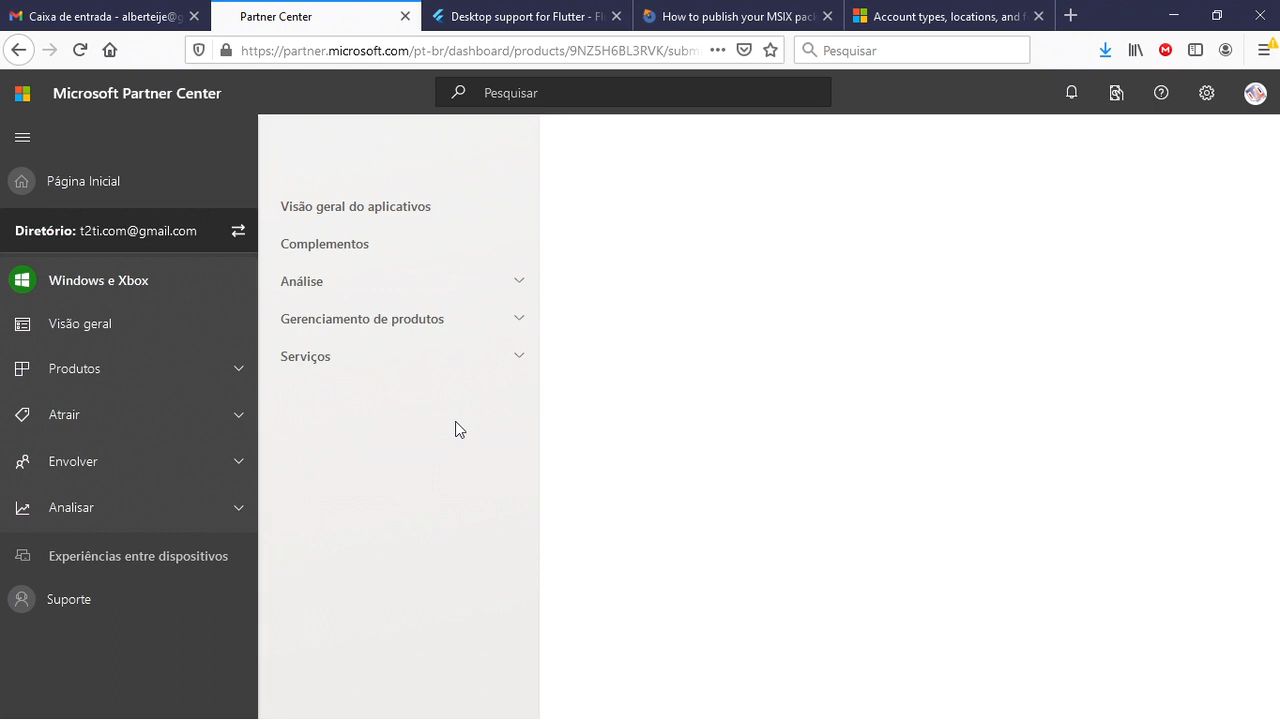 Caixa de entrada - alberteije@g
Partner Center
Desktop support for Flutter - Fl
How to publish your MSIX pack
Account types, locations, and f
https://partner.microsoft.com/pt-br/dashboard/products/9NZ5H6BL3RVK/subm
Pesquisar
Microsoft Partner Center
Pesquisar
Página Inicial
Diretório: t2ti.com@gmail.com
Windows e Xbox
Visão geral
Produtos
Atrair
Envolver
Analisar
Experiências entre dispositivos
Suporte
Visão geral do aplicativos
Complementos
Análise
Gerenciamento de produtos
Serviços